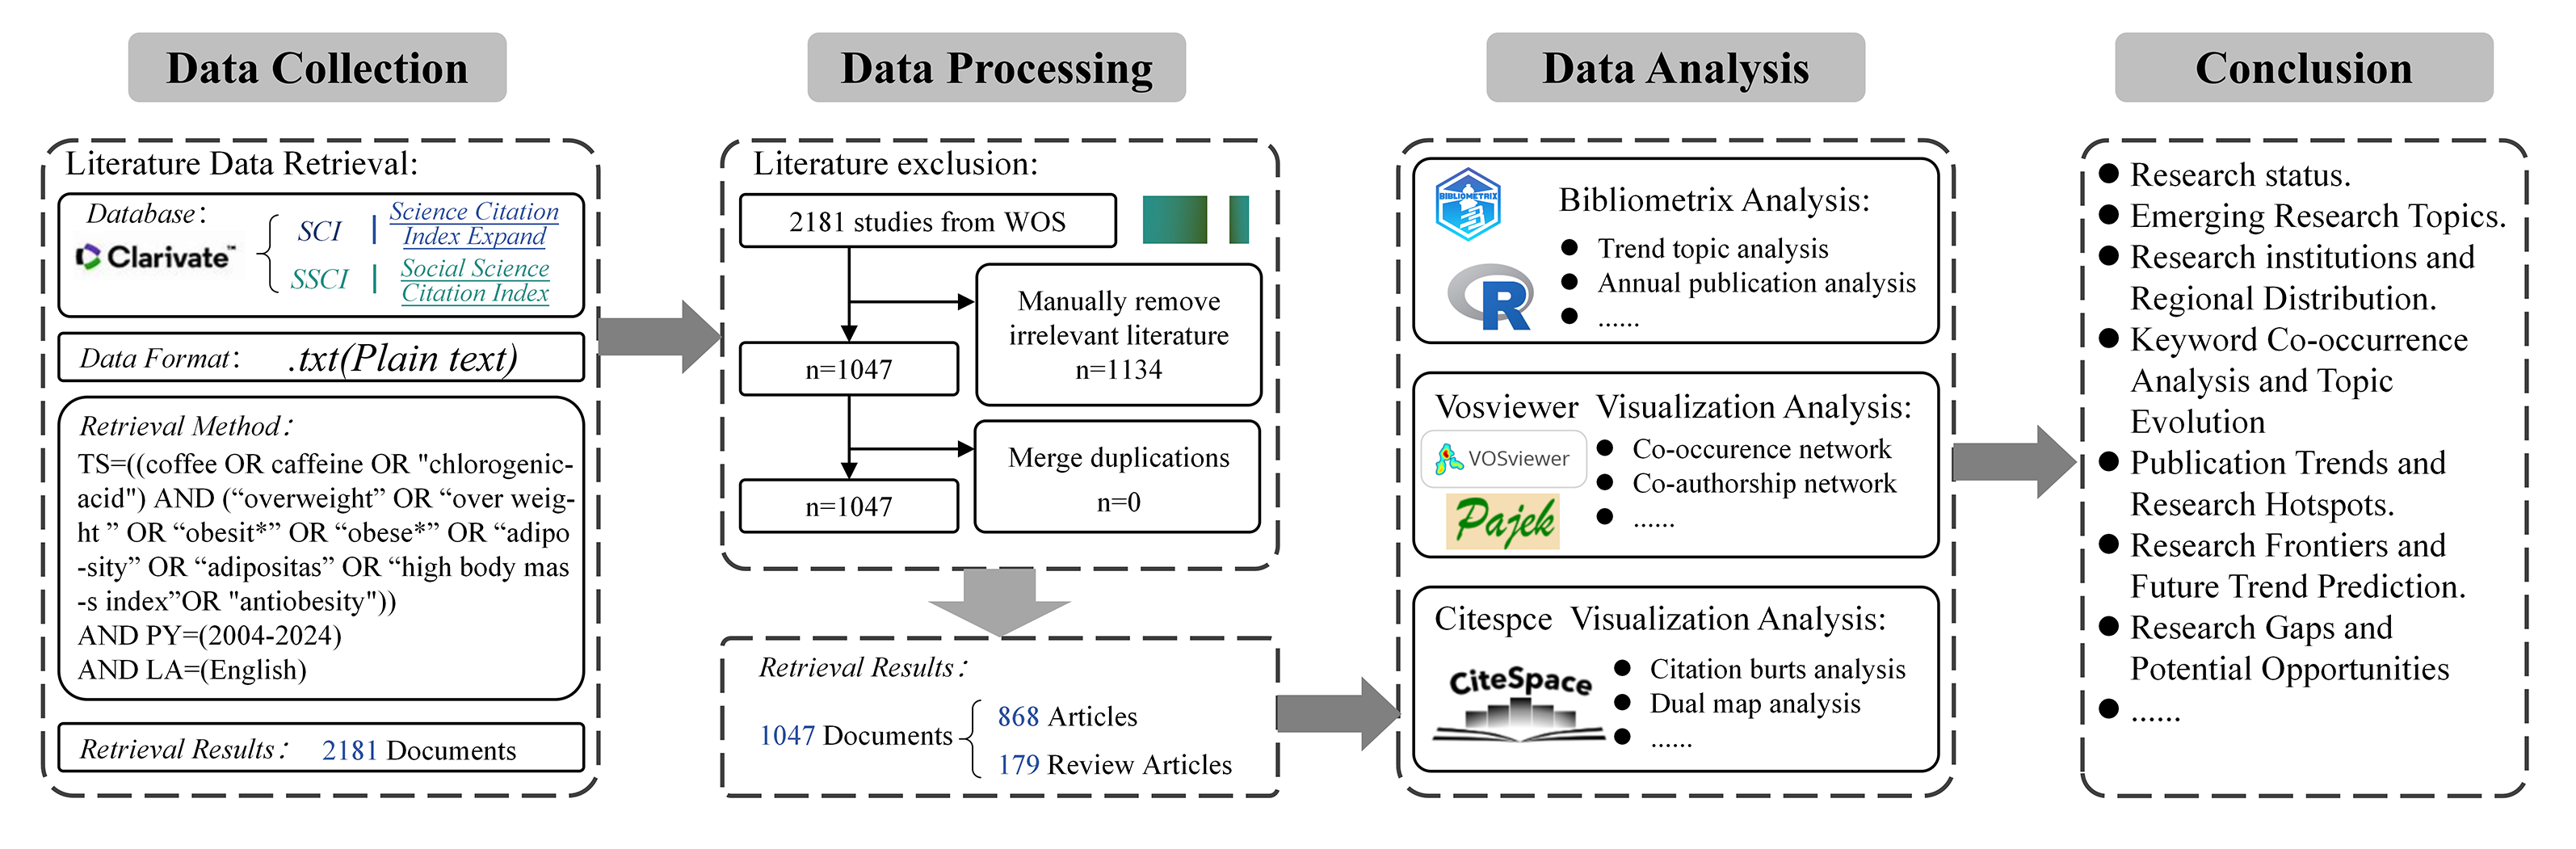 Data Collection
Literature Data Retrieval:
Database:
Clarivate™
SCI | Science Citation
Index Expand
SSCI | Social Science
Citation Index
Data Format: .txt(Plain text)
Retrieval Method:
TS=((coffee OR caffeine OR "chlorogenic-
acid") AND (“overweight” OR “over weig-
ht ” OR “obesit*” OR “obese*” OR “adipo
-sity” OR “adipositas” OR “high body mas
-s index”OR "antiobesity"))
AND PY=(2004-2024)
AND LA=(English)
Retrieval Results: 2181 Documents
Data Processing
Literature exclusion:
2181 studies from WOS
Manually remove
irrelevant literature
n=1134
n=1047
Merge duplications
n=0
n=1047
Retrieval Results:
1047 Documents
868 Articles
179 Review Articles
Data Analysis
BIBLIOMETRIX
R
Bibliometrix Analysis:
● Trend topic analysis
● Annual publication analysis
● ......
Vosviewer Visualization Analysis:
VOSviewer
Pajek
● Co-occurence network
● Co-authorship network
● ......
Citespce Visualization Analysis:
CiteSpace
● Citation burts analysis
● Dual map analysis
● ......
Conclusion
● Research status.
● Emerging Research Topics.
● Research institutions and
Regional Distribution.
● Keyword Co-occurrence
Analysis and Topic
Evolution
● Publication Trends and
Research Hotspots.
● Research Frontiers and
Future Trend Prediction.
● Research Gaps and
Potential Opportunities
● ......